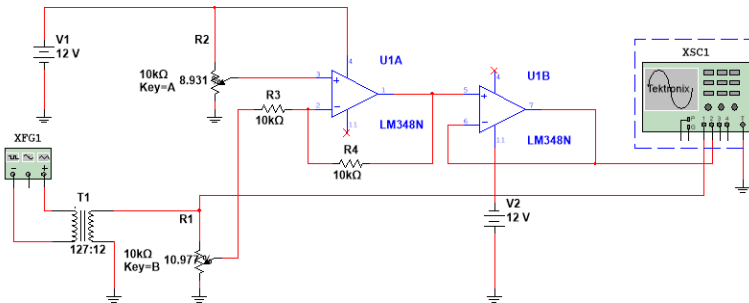 V1
12 V
R2
10kΩ
Key=A
8.931
U1A
4
3
2
1
11
LM348N
R3
10kΩ
R4
10kΩ
U1B
4
5
6
7
11
LM348N
V2
12 V
XSC1
Tektronix
P
G
1 2 3 4 T
XFG1
T1
127:12
R1
10kΩ
Key=B